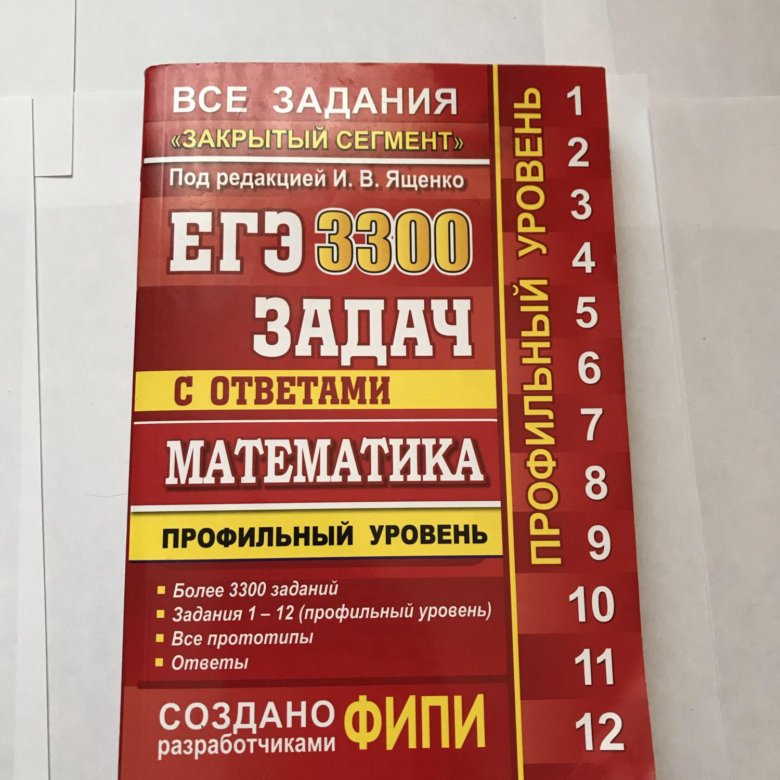 ВСЕ ЗАДАНИЯ
«ЗАКРЫТЫЙ СЕГМЕНТ»
Под редакцией И. В. Ященко
ЕГЭ 3300
ЗАДАЧ
С ОТВЕТАМИ
МАТЕМАТИКА
ПРОФИЛЬНЫЙ УРОВЕНЬ
Более 3300 заданий
Задания 1 – 12 (профильный уровень)
Все прототипы
Ответы
СОЗДАНО
разработчиками
ФИПИ
ПРОФИЛЬНЫЙ УРОВЕНЬ
1
2
3
4
5
6
7
8
9
10
11
12